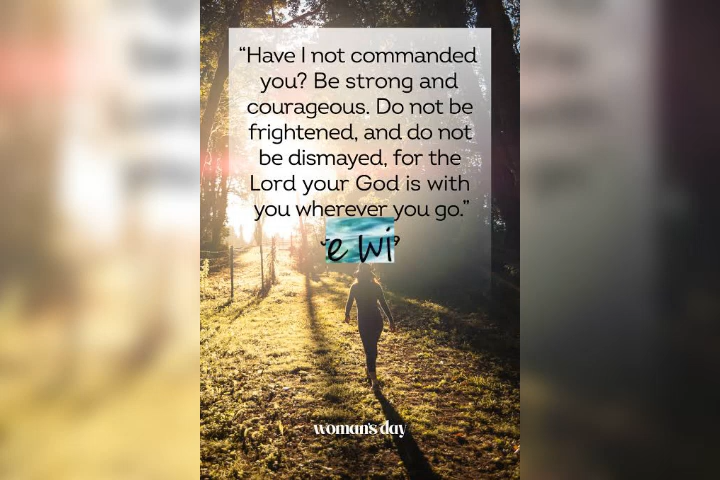 “Have I not commanded
you? Be strong and
courageous. Do not be
frightened, and do not
be dismayed, for the
Lord your God is with
you wherever you go.”
e wi
woman's day